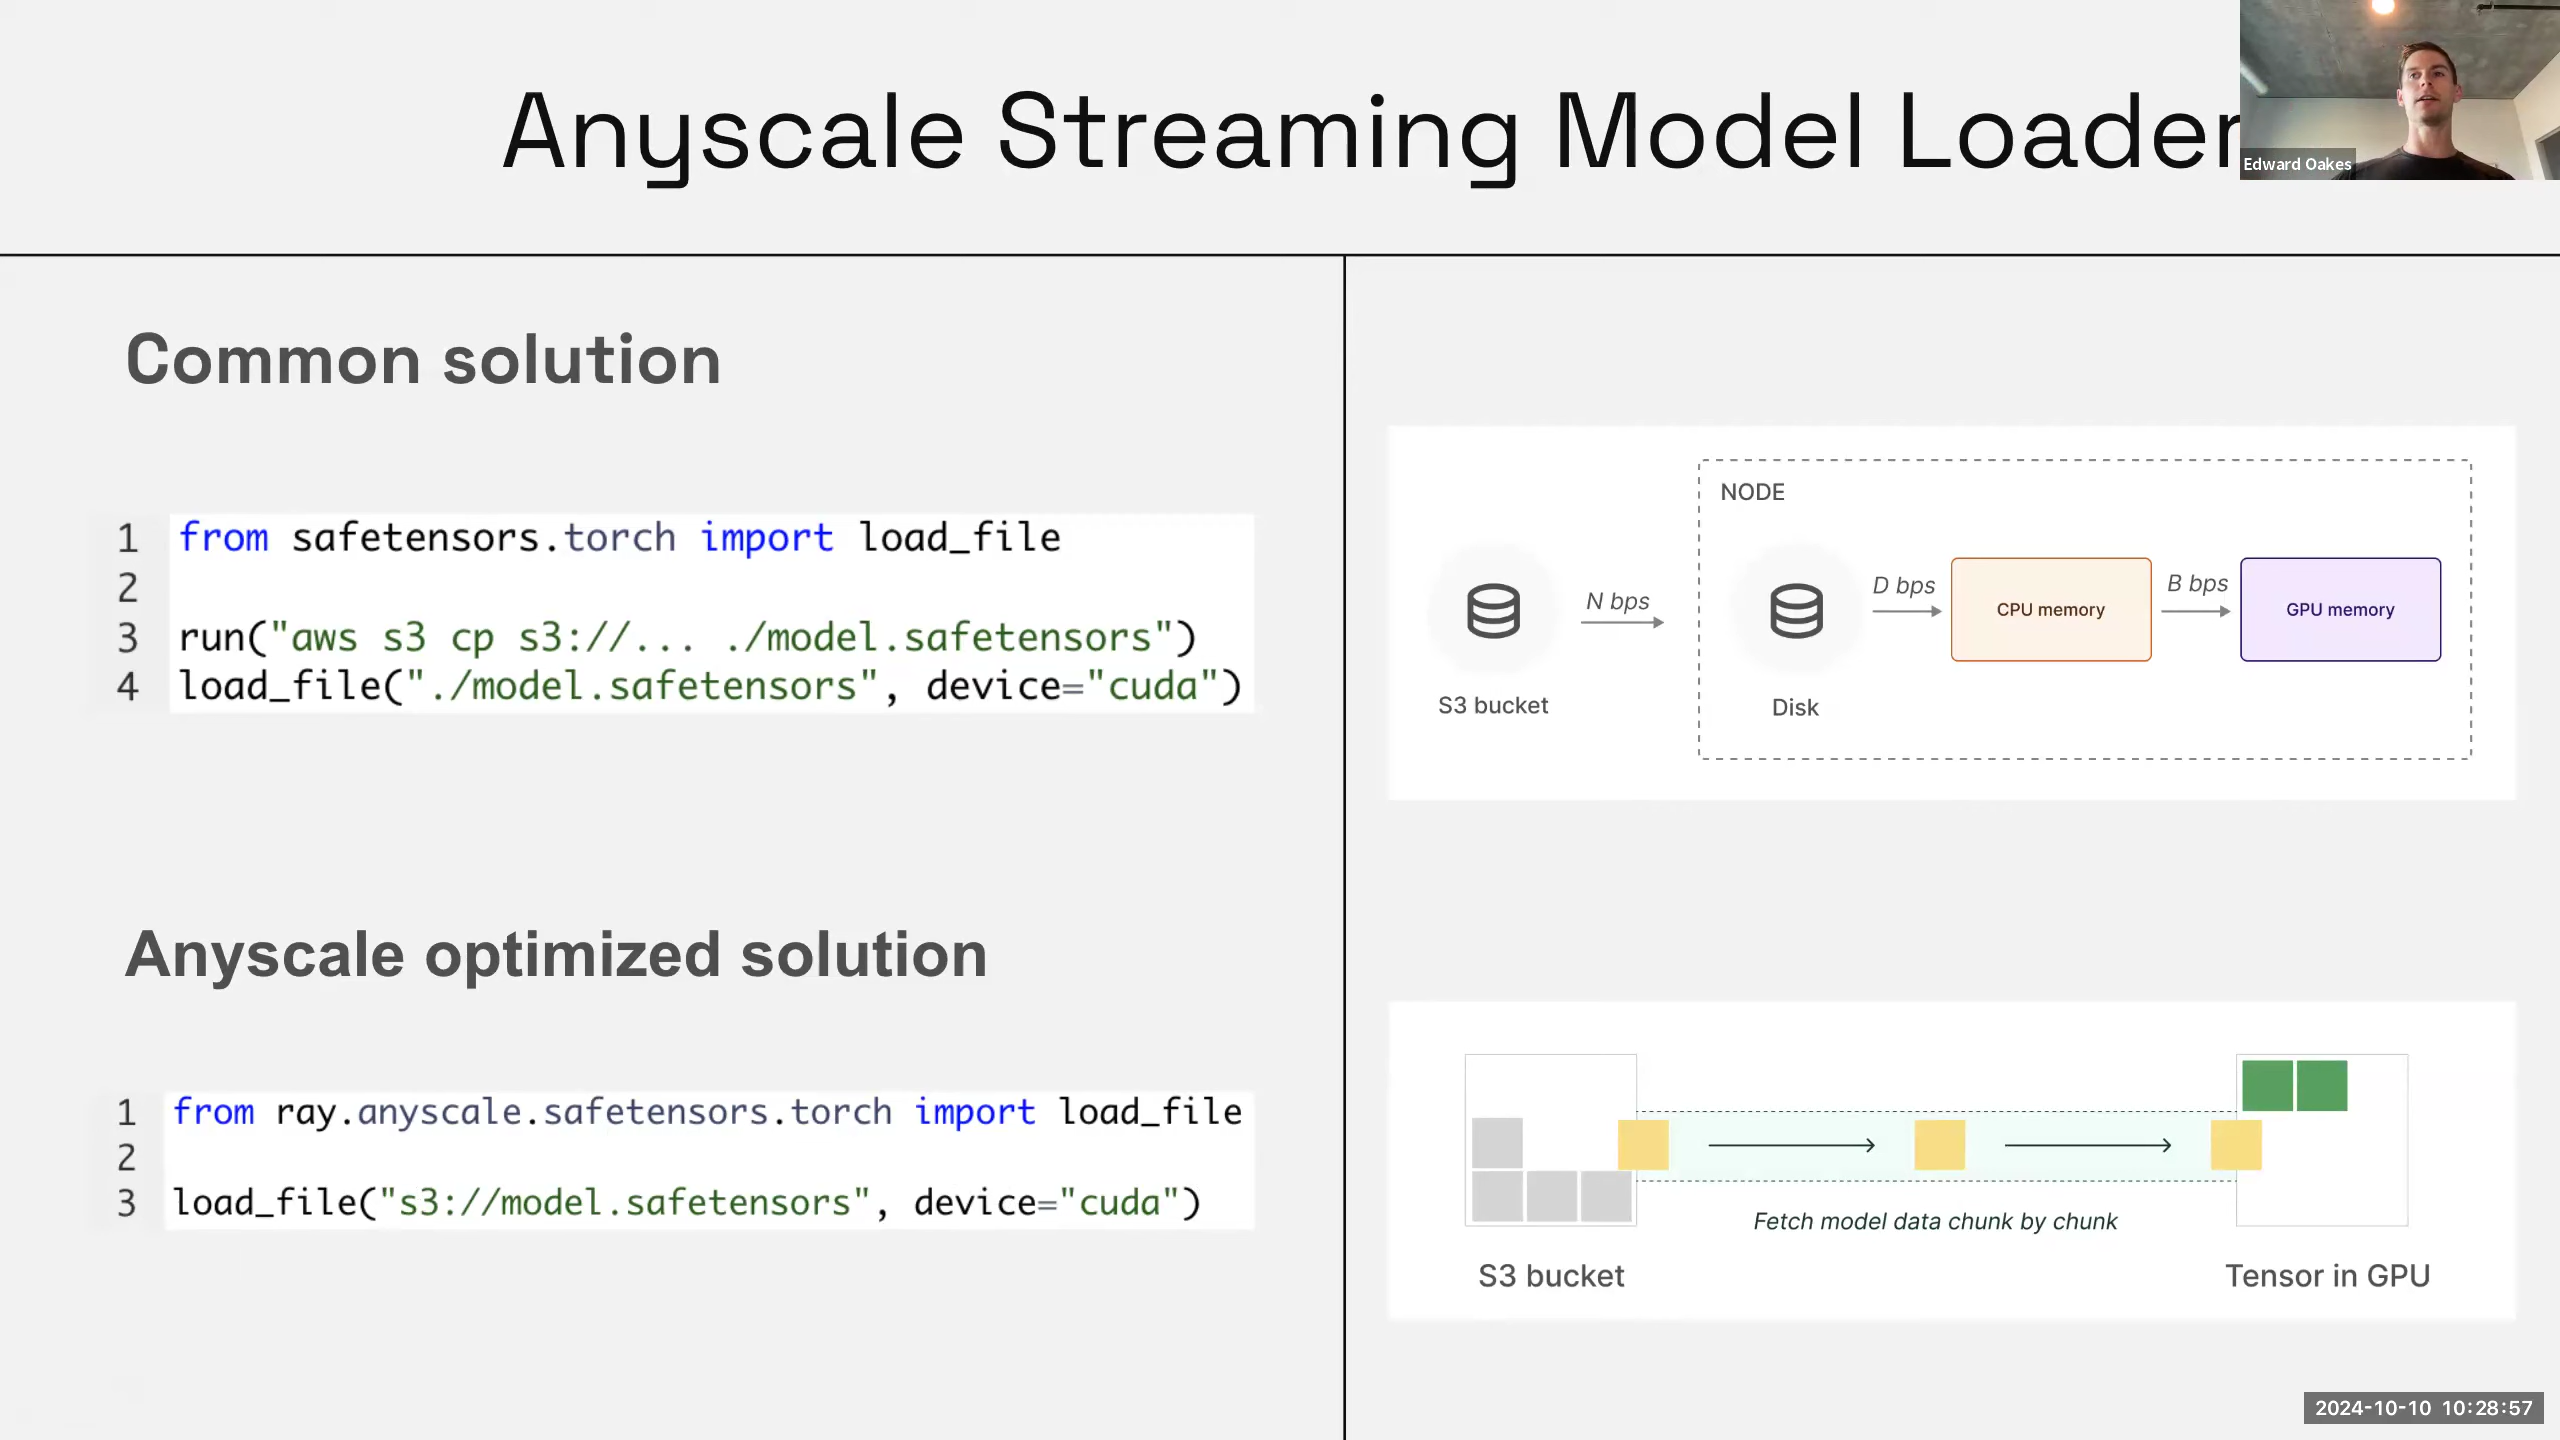 Anyscale Streaming Model Loader
Edward Oakes
Common solution
1 from safetensors.torch import load_file
2
3 run("aws s3 cp s3://... ./model.safetensors")
4 load_file("./model.safetensors", device="cuda")
NODE
N bps
D bps
B bps
CPU memory
GPU memory
S3 bucket
Disk
Anyscale optimized solution
1 from ray.anyscale.safetensors.torch import load_file
2
3 load_file("s3://model.safetensors", device="cuda")
Fetch model data chunk by chunk
S3 bucket
Tensor in GPU
2024-10-10 10:28:57